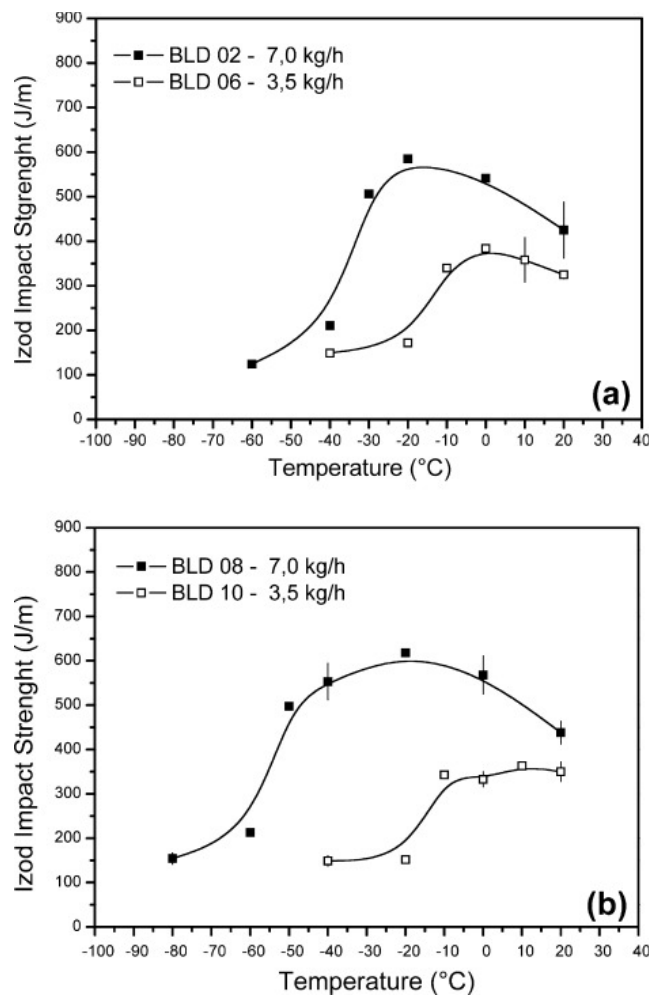 900
800
700
600
500
400
300
200
100
0
Izod Impact Stgrenght (J/m)
BLD 02 - 7,0 kg/h
BLD 06 - 3,5 kg/h
(a)
-100 -90 -80 -70 -60 -50 -40 -30 -20 -10 0 10 20 30 40
Temperature (°C)
900
800
700
600
500
400
300
200
100
0
Izod Impact Strenght (J/m)
BLD 08 - 7,0 kg/h
BLD 10 - 3,5 kg/h
(b)
-100 -90 -80 -70 -60 -50 -40 -30 -20 -10 0 10 20 30 40
Temperature (°C)